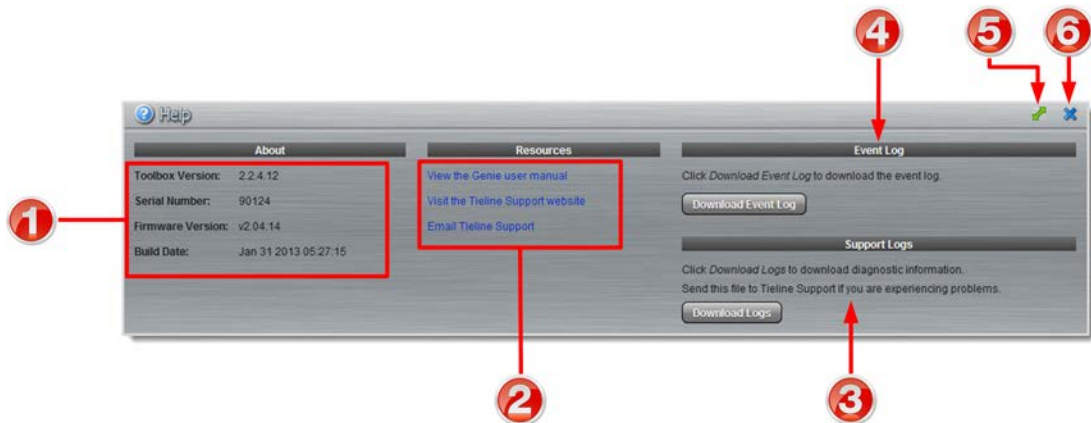 4
5
6
Help
About
Toolbox Version: 2.2.4.12
Serial Number: 90124
Firmware Version: v2.04.14
Build Date: Jan 31 2013 05:27:15
1
Resources
View the Genie user manual
Visit the Tieline Support website
Email Tieline Support
2
Event Log
Click Download Event Log to download the event log.
Download Event Log
Support Logs
Click Download Logs to download diagnostic information.
Send this file to Tieline Support if you are experiencing problems.
Download Logs
3